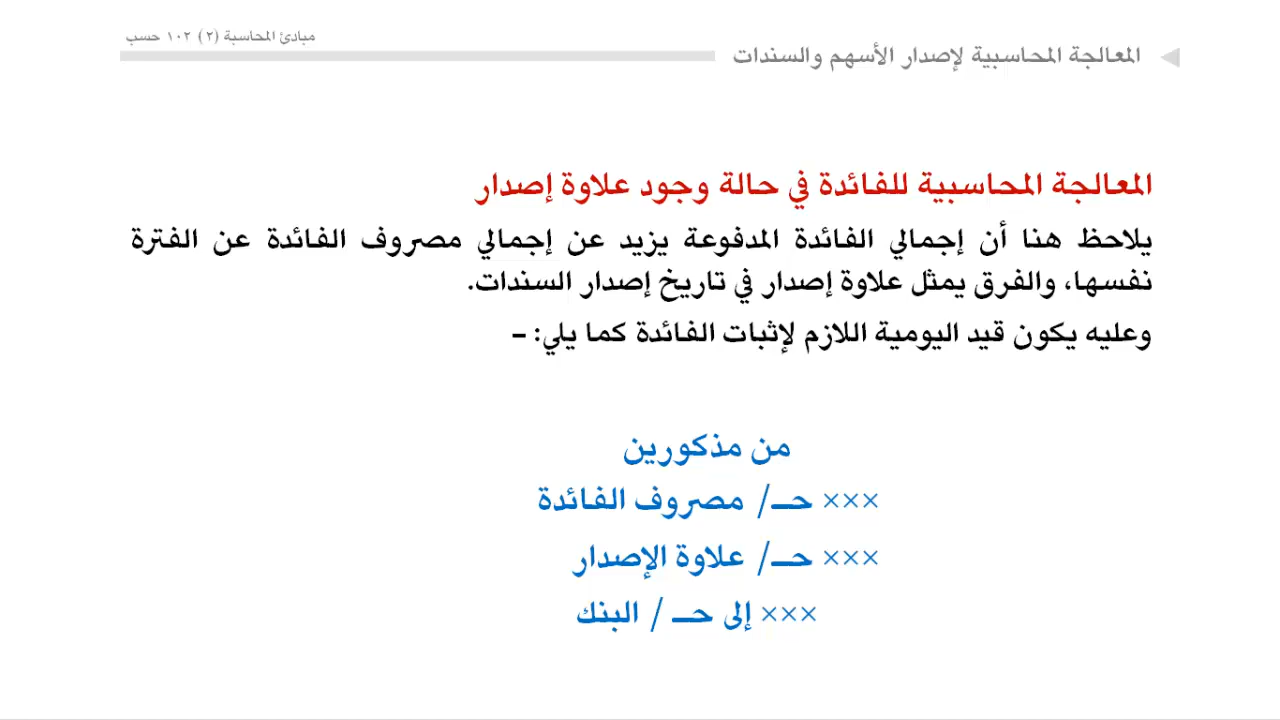 مبادئ المحاسبة (٢) ١٠٢ حسب
المعالجة المحاسبية لإصدار الأسهم والسندات
المعالجة المحاسبية للفائدة في حالة وجود علاوة إصدار
يلاحظ هنا أن إجمالي الفائدة المدفوعة يزيد عن إجمالي مصروف الفائدة عن الفترة
نفسها، والفرق يمثل علاوة إصدار في تاريخ إصدار السندات.
وعليه يكون قيد اليومية اللازم لإثبات الفائدة كما يلي: –
من مذكورين
××× حـــ/ مصروف الفائدة
××× حـــ/ علاوة الإصدار
××× إلى حـــ / البنك